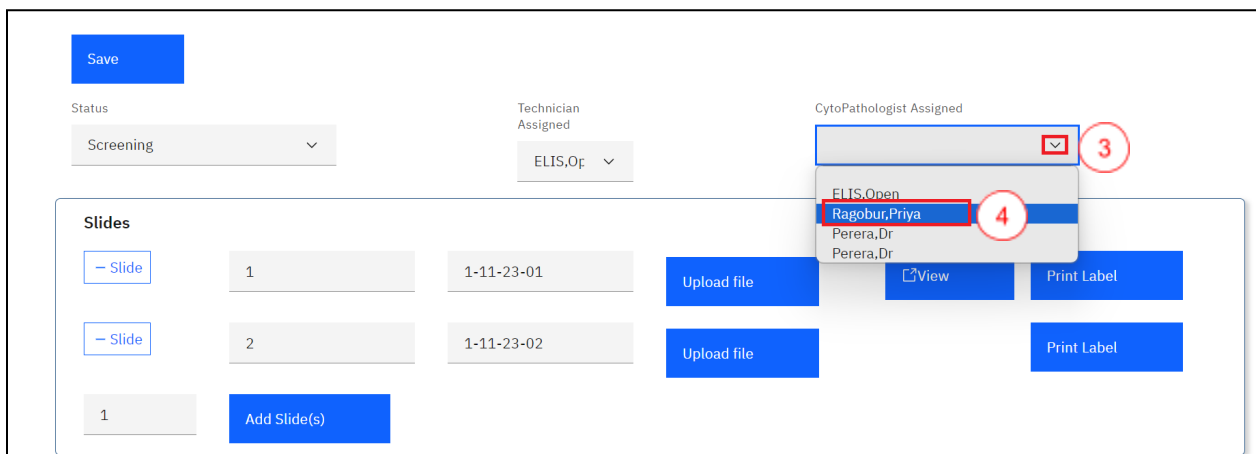 Save
Status
Technician
Assigned
CytoPathologist Assigned
Screening
ELIS,Op
3
ELIS,Open
Ragobur,Priya
4
Perera,Dr
Perera,Dr
Slides
− Slide
1
1-11-23-01
Upload file
View
Print Label
− Slide
2
1-11-23-02
Upload file
Print Label
1
Add Slide(s)